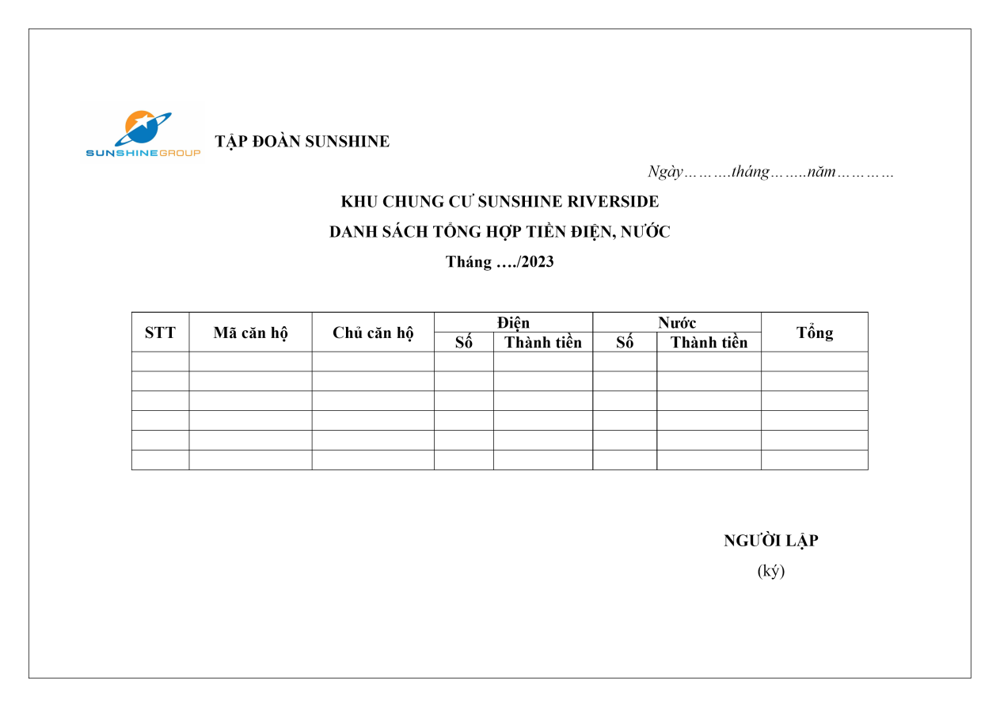 SUNSHINEGROUP
TẬP ĐOÀN SUNSHINE
Ngày……….tháng……..năm…………
KHU CHUNG CƯ SUNSHINE RIVERSIDE
DANH SÁCH TỔNG HỢP TIỀN ĐIỆN, NƯỚC
Tháng …./2023
STT Mã căn hộ Chủ căn hộ Điện Nước Tổng
Số Thành tiền Số Thành tiền
NGƯỜI LẬP
(ký)